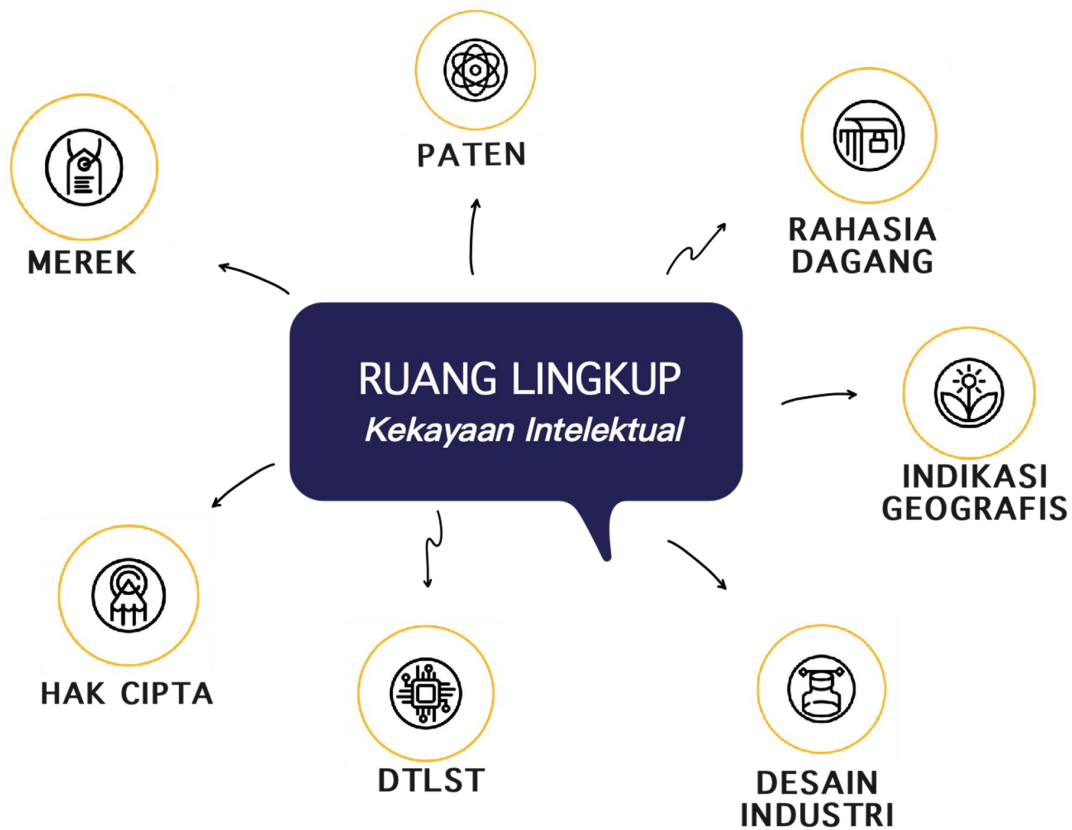 PATEN
MEREK
RAHASIA
DAGANG
RUANG LINGKUP
Kekayaan Intelektual
INDIKASI
GEOGRAFIS
HAK CIPTA
DTLST
DESAIN
INDUSTRI